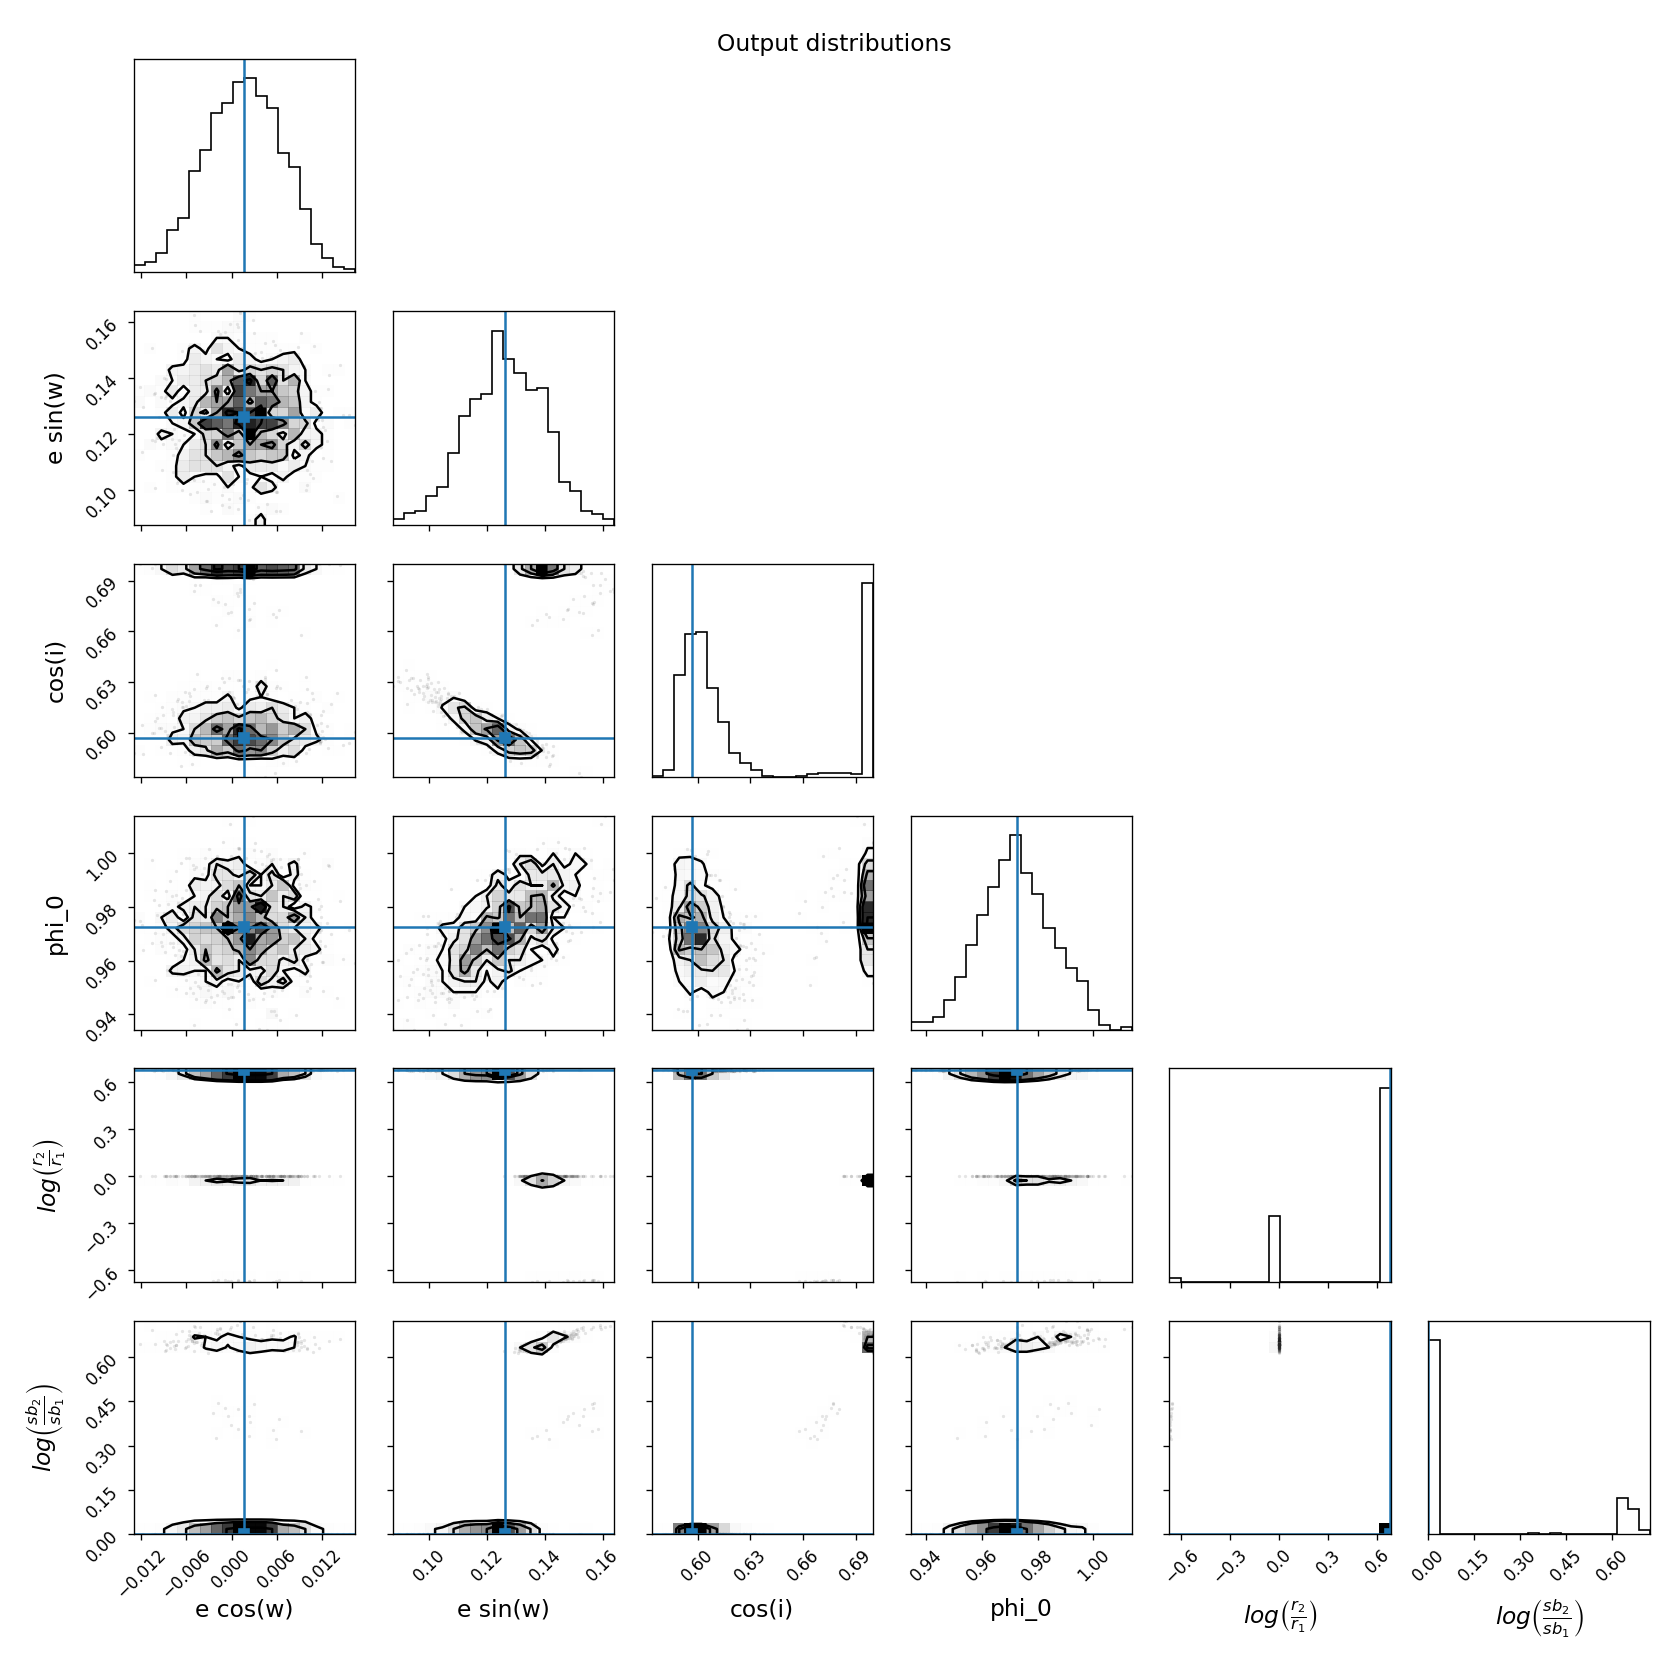 Output distributions
e sin(w)
0.16
0.14
0.12
0.10
cos(i)
0.69
0.66
0.63
0.60
phi_0
1.00
0.98
0.96
0.94
log(r₂/r₁)
0.6
0.3
0.0
−0.3
−0.6
log(sb₂/sb₁)
0.60
0.45
0.30
0.15
0.00
−0.012 −0.006 0.000 0.006 0.012 0.10 0.12 0.14 0.16 0.60 0.63 0.66 0.69 0.94 0.96 0.98 1.00 −0.6 −0.3 0.0 0.3 0.6 0.00 0.15 0.30 0.45 0.60
e cos(w) e sin(w) cos(i) phi_0 log(r₂/r₁) log(sb₂/sb₁)